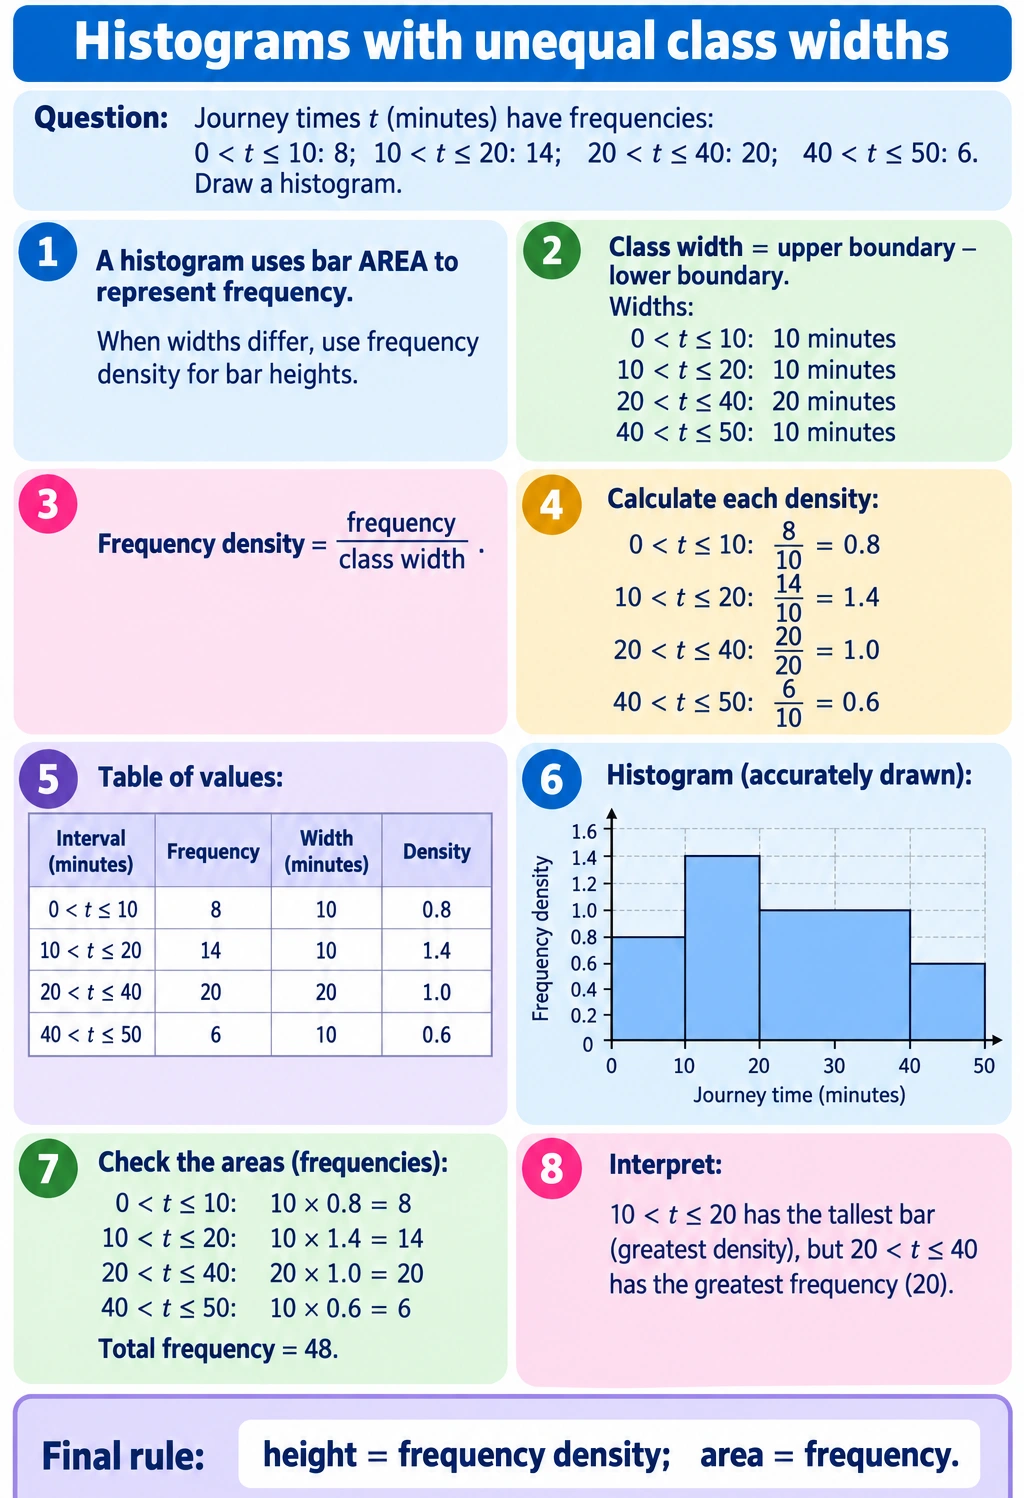 Histograms with unequal class widths
Question: Journey times t (minutes) have frequencies:
0 < t ≤ 10: 8; 10 < t ≤ 20: 14; 20 < t ≤ 40: 20; 40 < t ≤ 50: 6.
Draw a histogram.
1
A histogram uses bar AREA to
represent frequency.
When widths differ, use frequency
density for bar heights.
2
Class width = upper boundary –
lower boundary.
Widths:
0 < t ≤ 10: 10 minutes
10 < t ≤ 20: 10 minutes
20 < t ≤ 40: 20 minutes
40 < t ≤ 50: 10 minutes
3
Frequency density = frequency / class width .
4
Calculate each density:
0 < t ≤ 10: 8/10 = 0.8
10 < t ≤ 20: 14/10 = 1.4
20 < t ≤ 40: 20/20 = 1.0
40 < t ≤ 50: 6/10 = 0.6
5
Table of values:
Interval (minutes) Frequency Width (minutes) Density
0 < t ≤ 10 8 10 0.8
10 < t ≤ 20 14 10 1.4
20 < t ≤ 40 20 20 1.0
40 < t ≤ 50 6 10 0.6
6
Histogram (accurately drawn):
Frequency density
1.6
1.4
1.2
1.0
0.8
0.6
0.4
0.2
0
0 10 20 30 40 50
Journey time (minutes)
7
Check the areas (frequencies):
0 < t ≤ 10: 10 × 0.8 = 8
10 < t ≤ 20: 10 × 1.4 = 14
20 < t ≤ 40: 20 × 1.0 = 20
40 < t ≤ 50: 10 × 0.6 = 6
Total frequency = 48.
8
Interpret:
10 < t ≤ 20 has the tallest bar
(greatest density), but 20 < t ≤ 40
has the greatest frequency (20).
Final rule: height = frequency density; area = frequency.